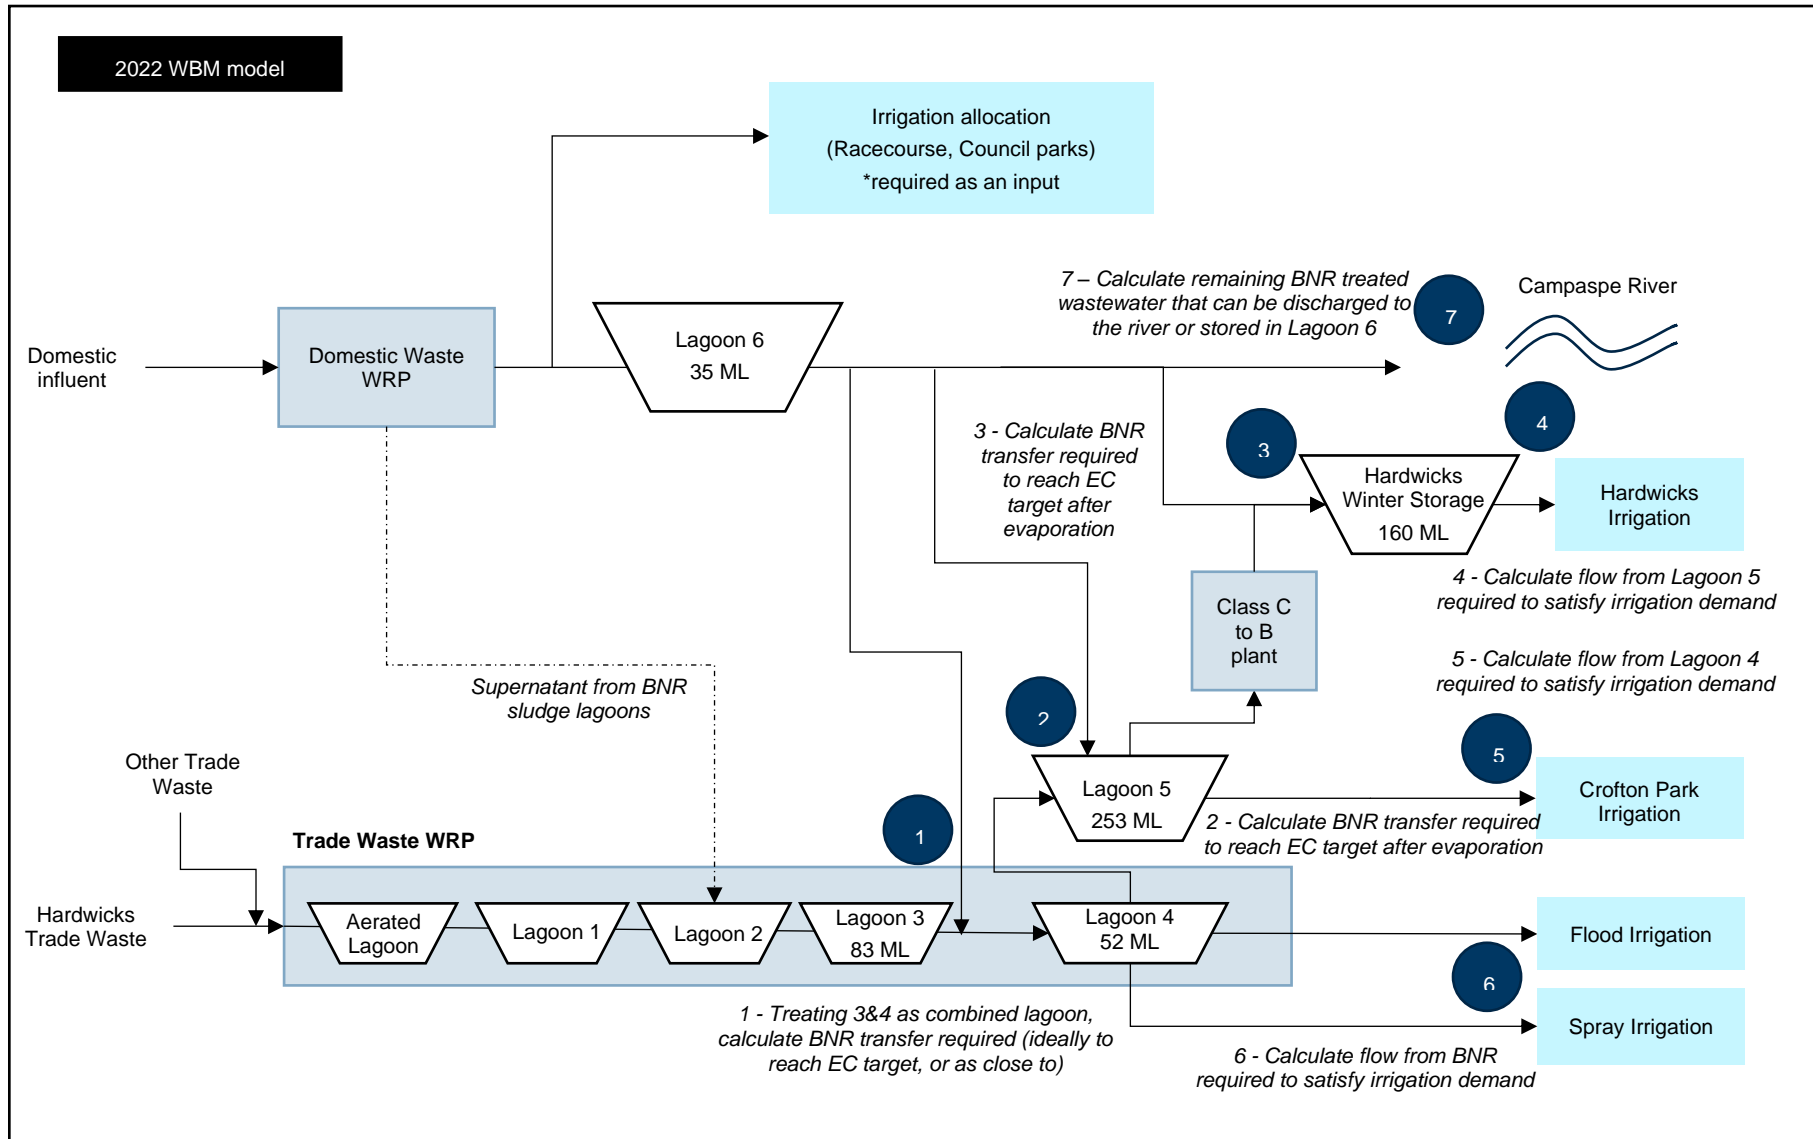 2022 WBM model
Irrigation allocation
(Racecourse, Council parks)
*required as an input
7 – Calculate remaining BNR treated
wastewater that can be discharged to
the river or stored in Lagoon 6
7
Campaspe River
Domestic
influent
Domestic Waste
WRP
Lagoon 6
35 ML
3 - Calculate BNR
transfer required
to reach EC
target after
evaporation
3
4
Hardwicks
Winter Storage
160 ML
Hardwicks
Irrigation
4 - Calculate flow from Lagoon 5
required to satisfy irrigation demand
Class C
to B
plant
5 - Calculate flow from Lagoon 4
required to satisfy irrigation demand
Supernatant from BNR
sludge lagoons
2
5
Other Trade
Waste
Lagoon 5
253 ML
Crofton Park
Irrigation
2 - Calculate BNR transfer required
to reach EC target after evaporation
1
Trade Waste WRP
Hardwicks
Trade Waste
Aerated
Lagoon
Lagoon 1
Lagoon 2
Lagoon 3
83 ML
Lagoon 4
52 ML
Flood Irrigation
6
Spray Irrigation
1 - Treating 3&4 as combined lagoon,
calculate BNR transfer required (ideally to
reach EC target, or as close to)
6 - Calculate flow from BNR
required to satisfy irrigation demand